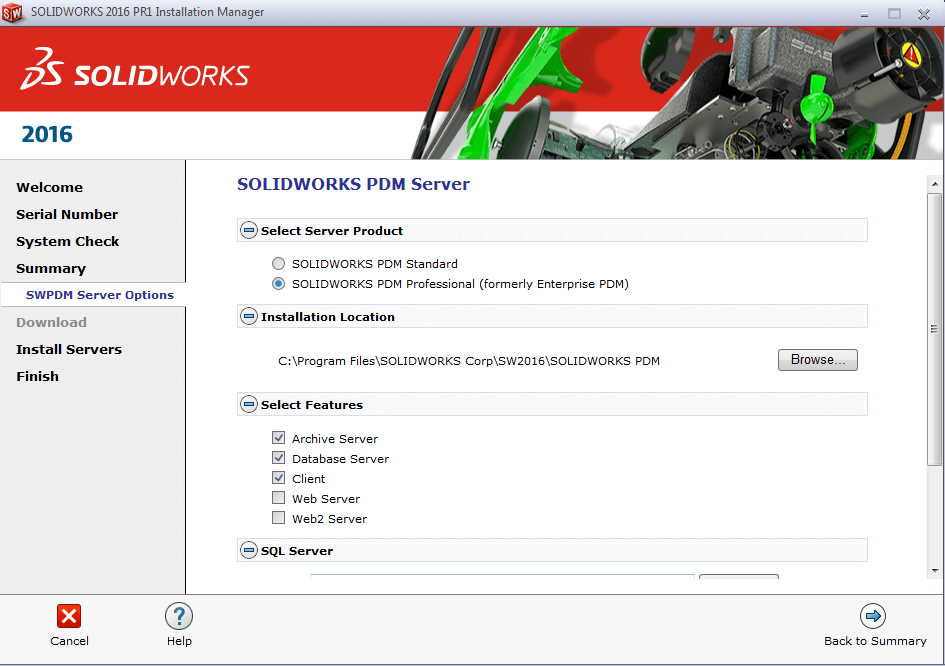 SW
SOLIDWORKS 2016 PR1 Installation Manager
SOLIDWORKS
2016
Welcome
Serial Number
System Check
Summary
SWPDM Server Options
Download
Install Servers
Finish
SOLIDWORKS PDM Server
Select Server Product
SOLIDWORKS PDM Standard
SOLIDWORKS PDM Professional (formerly Enterprise PDM)
Installation Location
C:\Program Files\SOLIDWORKS Corp\SW2016\SOLIDWORKS PDM
Browse...
Select Features
Archive Server
Database Server
Client
Web Server
Web2 Server
SQL Server
Cancel
Help
Back to Summary